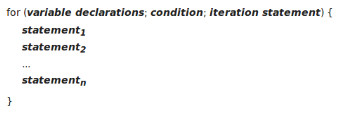 for (variable declarations; condition; iteration statement) {
statement1
statement2
...
statementn
}